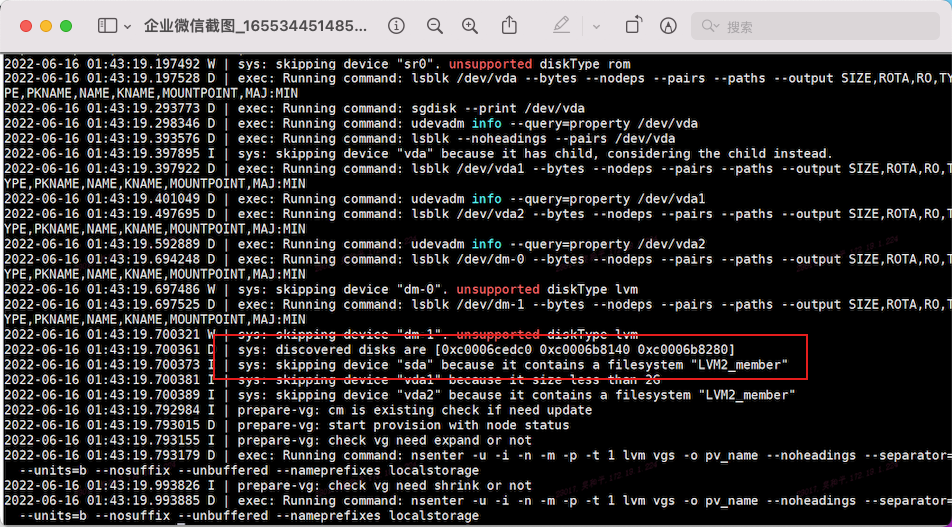 企业微信截图_165534451485...
搜索
2022-06-16 01:43:19.197492 W | sys: skipping device "sr0". unsupported diskType rom
2022-06-16 01:43:19.197528 D | exec: Running command: lsblk /dev/vda --bytes --nodeps --pairs --paths --output SIZE,ROTA,RO,TY
PE,PKNAME,NAME,KNAME,MOUNTPOINT,MAJ:MIN
2022-06-16 01:43:19.293773 D | exec: Running command: sgdisk --print /dev/vda
2022-06-16 01:43:19.298346 D | exec: Running command: udevadm info --query=property /dev/vda
2022-06-16 01:43:19.393576 D | exec: Running command: lsblk --noheadings --pairs /dev/vda
2022-06-16 01:43:19.397895 I | sys: skipping device "vda" because it has child, considering the child instead.
2022-06-16 01:43:19.397922 D | exec: Running command: lsblk /dev/vda1 --bytes --nodeps --pairs --paths --output SIZE,ROTA,RO,T
YPE,PKNAME,NAME,KNAME,MOUNTPOINT,MAJ:MIN
2022-06-16 01:43:19.401049 D | exec: Running command: udevadm info --query=property /dev/vda1
2022-06-16 01:43:19.497695 D | exec: Running command: lsblk /dev/vda2 --bytes --nodeps --pairs --paths --output SIZE,ROTA,RO,T
YPE,PKNAME,NAME,KNAME,MOUNTPOINT,MAJ:MIN
2022-06-16 01:43:19.592889 D | exec: Running command: udevadm info --query=property /dev/vda2
2022-06-16 01:43:19.694248 D | exec: Running command: lsblk /dev/dm-0 --bytes --nodeps --pairs --paths --output SIZE,ROTA,RO,T
YPE,PKNAME,NAME,KNAME,MOUNTPOINT,MAJ:MIN
2022-06-16 01:43:19.697486 W | sys: skipping device "dm-0". unsupported diskType lvm
2022-06-16 01:43:19.697525 D | exec: Running command: lsblk /dev/dm-1 --bytes --nodeps --pairs --paths --output SIZE,ROTA,RO,T
YPE,PKNAME,NAME,KNAME,MOUNTPOINT,MAJ:MIN
2022-06-16 01:43:19.700321 W | sys: skipping device "dm-1". unsupported diskType lvm
2022-06-16 01:43:19.700361 D | sys: discovered disks are [0xc0006cedc0 0xc0006b8140 0xc0006b8280]
2022-06-16 01:43:19.700373 I | sys: skipping device "sda" because it contains a filesystem "LVM2_member"
2022-06-16 01:43:19.700381 I | sys: skipping device "vda1" because it size less than 2G
2022-06-16 01:43:19.700389 I | sys: skipping device "vda2" because it contains a filesystem "LVM2_member"
2022-06-16 01:43:19.792984 I | prepare-vg: cm is existing check if need update
2022-06-16 01:43:19.793015 D | prepare-vg: start provision with node status
2022-06-16 01:43:19.793155 I | prepare-vg: check vg need expand or not
2022-06-16 01:43:19.793179 D | exec: Running command: nsenter -u -i -n -m -p -t 1 lvm vgs -o pv_name --noheadings --separator=
--units=b --nosuffix --unbuffered --nameprefixes localstorage
2022-06-16 01:43:19.993826 I | prepare-vg: check vg need shrink or not
2022-06-16 01:43:19.993885 D | exec: Running command: nsenter -u -i -n -m -p -t 1 lvm vgs -o pv_name --noheadings --separator=
--units=b --nosuffix --unbuffered --nameprefixes localstorage